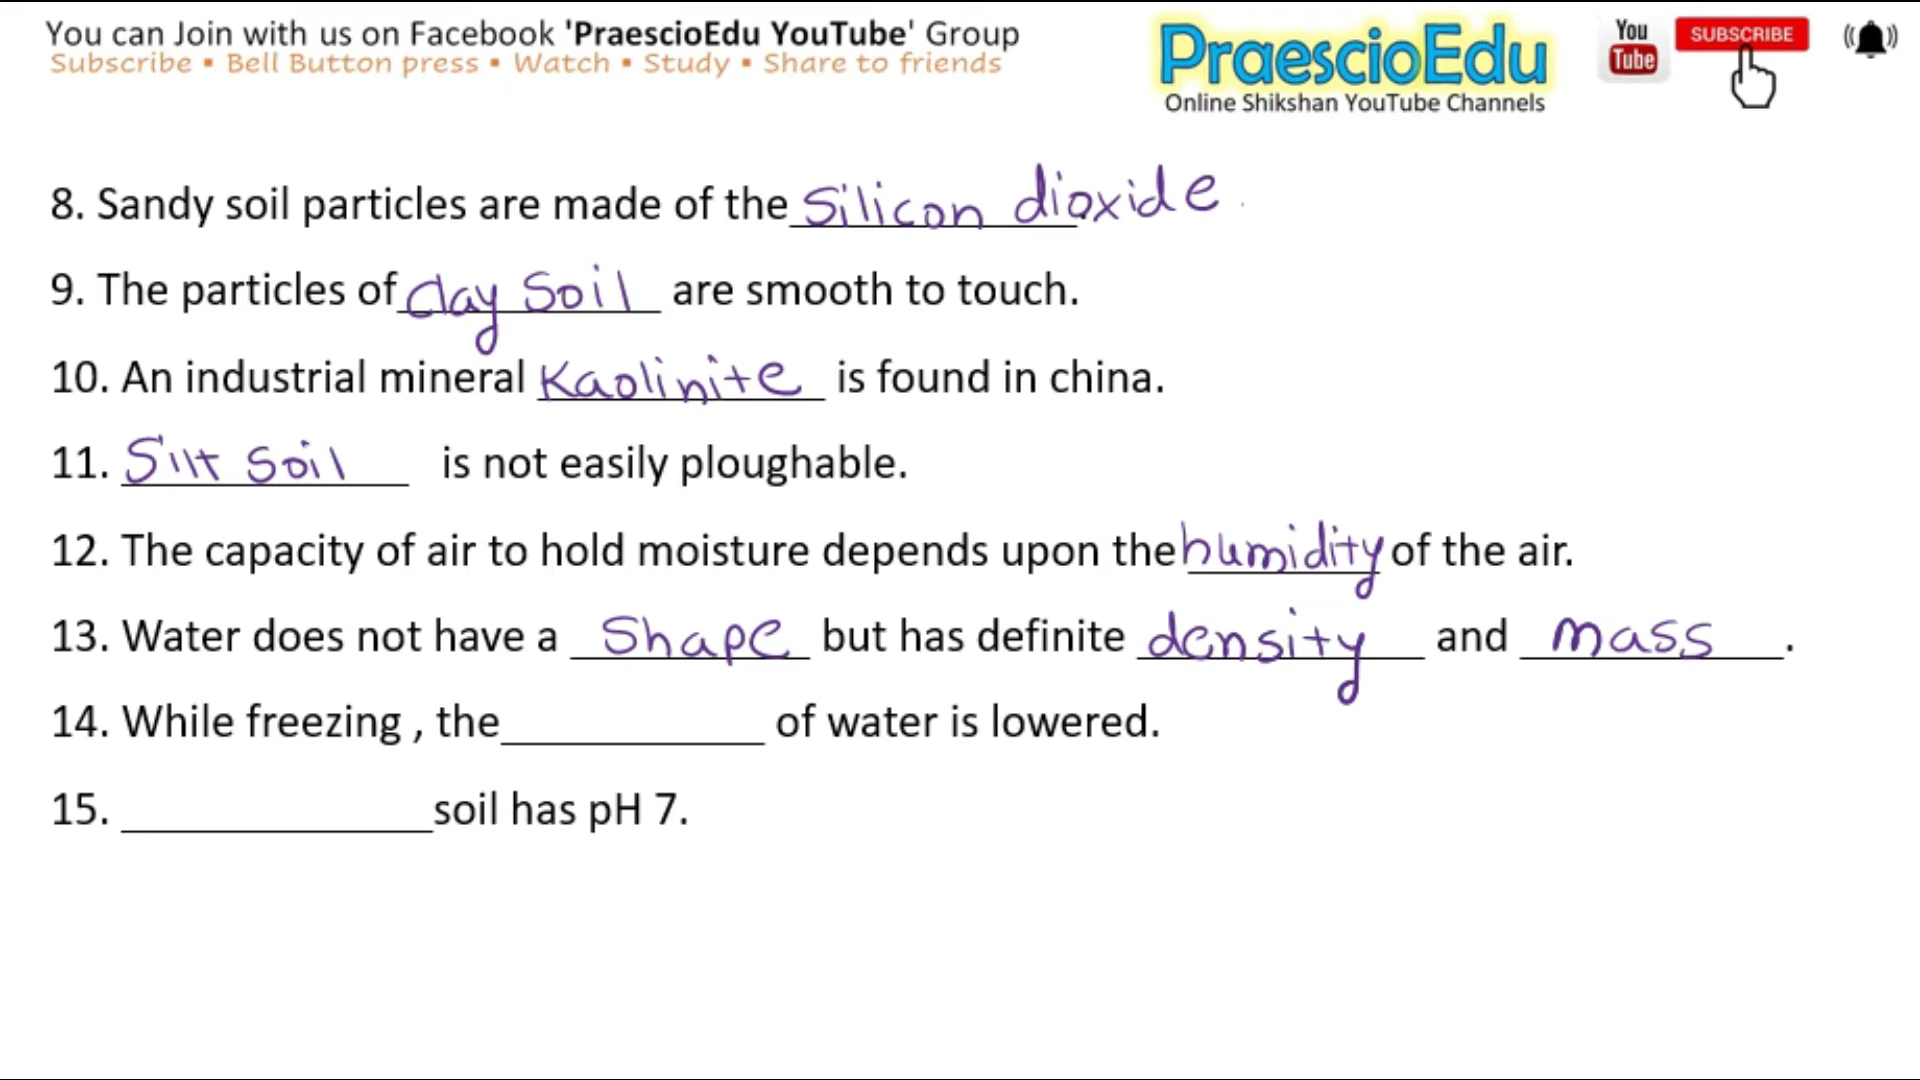 You can Join with us on Facebook 'PraescioEdu YouTube' Group
Subscribe ▪ Bell Button press ▪ Watch ▪ Study ▪ Share to friends
PraescioEdu
Online Shikshan YouTube Channels
You
Tube
SUBSCRIBE
8. Sandy soil particles are made of the Silicon dioxide.
9. The particles of clay Soil are smooth to touch.
10. An industrial mineral Kaolinite is found in china.
11. Silt Soil is not easily ploughable.
12. The capacity of air to hold moisture depends upon the humidity of the air.
13. Water does not have a Shape but has definite density and mass.
14. While freezing , the____________ of water is lowered.
15. ______________soil has pH 7.